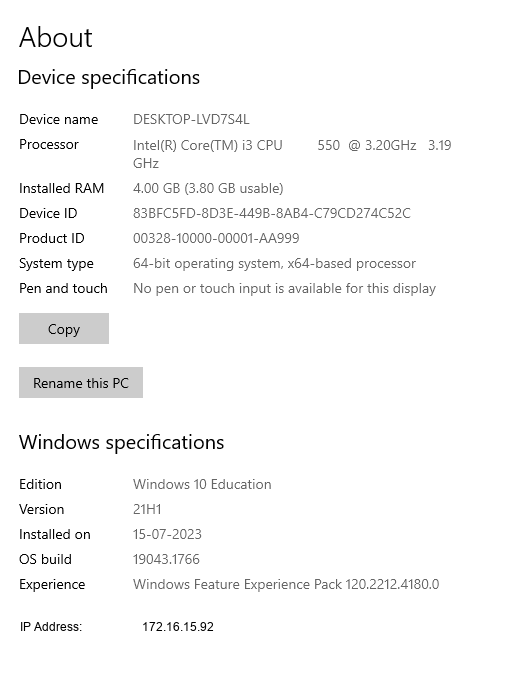 About
Device specifications
Device name DESKTOP-LVD7S4L
Processor Intel(R) Core(TM) i3 CPU 550 @ 3.20GHz 3.19
GHz
Installed RAM 4.00 GB (3.80 GB usable)
Device ID 83BFC5FD-8D3E-449B-8AB4-C79CD274C52C
Product ID 00328-10000-00001-AA999
System type 64-bit operating system, x64-based processor
Pen and touch No pen or touch input is available for this display
Copy
Rename this PC
Windows specifications
Edition Windows 10 Education
Version 21H1
Installed on 15-07-2023
OS build 19043.1766
Experience Windows Feature Experience Pack 120.2212.4180.0
IP Address: 172.16.15.92